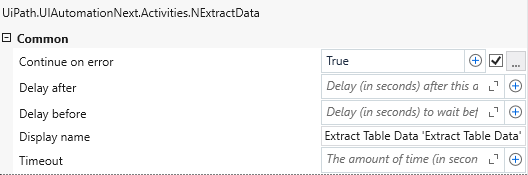 UiPath.UIAutomationNext.Activities.NExtractData
Common
Continue on error True ...
Delay after Delay (in seconds) after this a
Delay before Delay (in seconds) to wait bef
Display name Extract Table Data 'Extract Table Data'
Timeout The amount of time (in secon